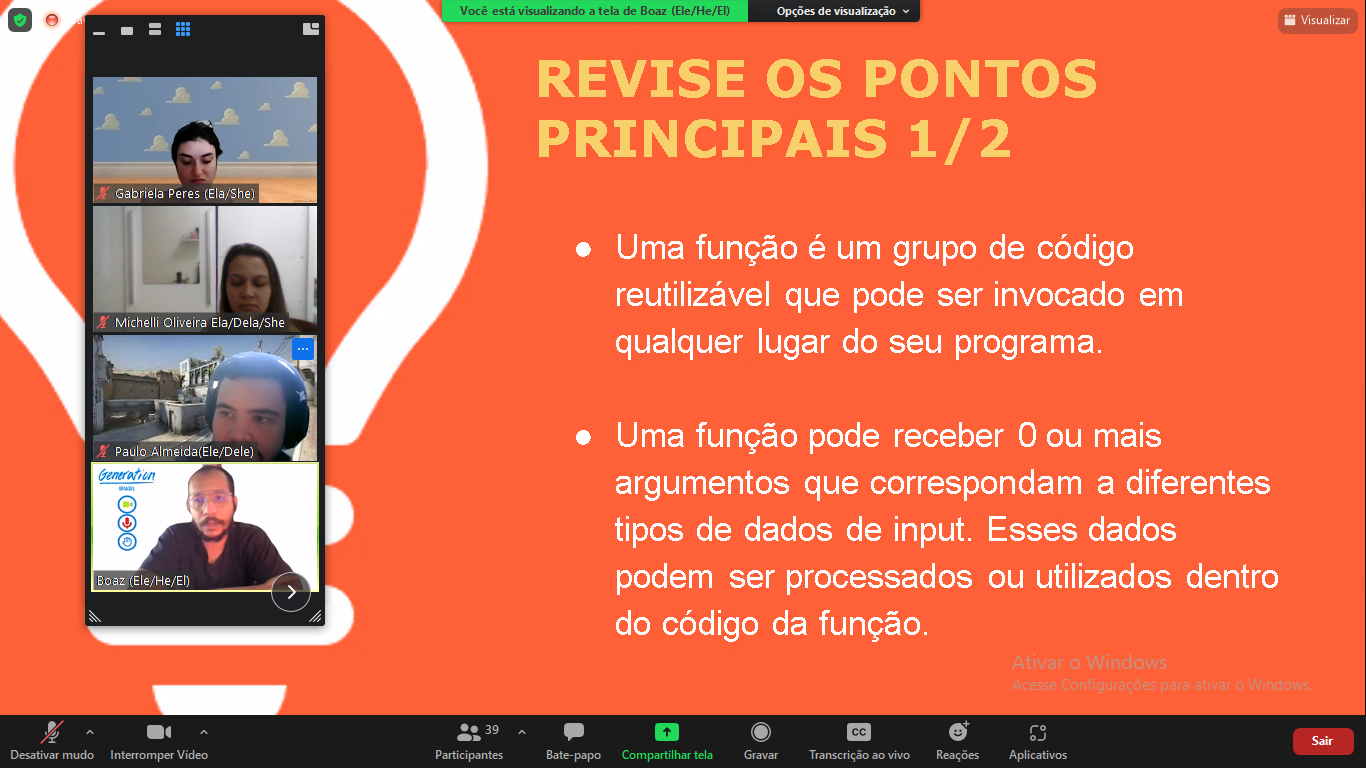 Você está visualizando a tela de Boaz (Ele/He/El)
Opções de visualização
Visualizar
REVISE OS PONTOS
PRINCIPAIS 1/2
Gabriela Peres (Ela/She)
Michelli Oliveira Ela/Dela/She
Paulo Almeida(Ele/Dele)
Generation
BRASIL
Boaz (Ele/He/El)
● Uma função é um grupo de código
reutilizável que pode ser invocado em
qualquer lugar do seu programa.
● Uma função pode receber 0 ou mais
argumentos que correspondam a diferentes
tipos de dados de input. Esses dados
podem ser processados ou utilizados dentro
do código da função.
Ativar o Windows
Acesse Configurações para ativar o Windows.
Desativar mudo
Interromper Vídeo
39
Participantes
Bate-papo
Compartilhar tela
Gravar
CC
Transcrição ao vivo
Reações
Aplicativos
Sair